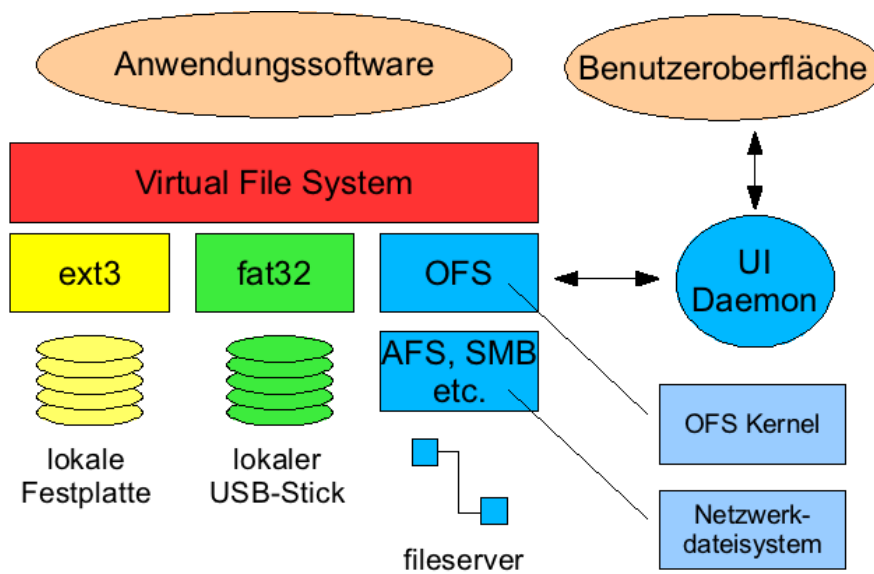 Anwendungssoftware
Benutzeroberfläche
Virtual File System
ext3
fat32
OFS
UI
Daemon
AFS, SMB
etc.
OFS Kernel
lokale
Festplatte
lokaler
USB-Stick
fileserver
Netzwerk-
dateisystem